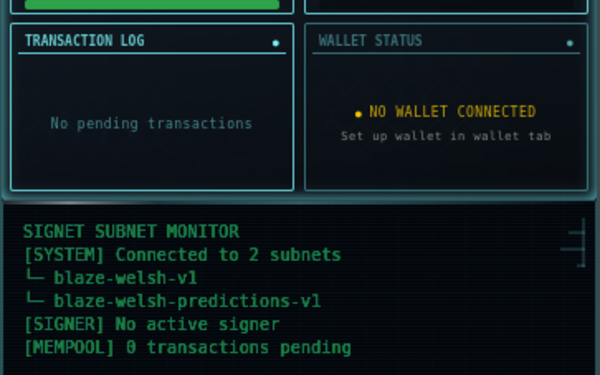 TRANSACTION LOG
No pending transactions
WALLET STATUS
NO WALLET CONNECTED
Set up wallet in wallet tab
SIGNET SUBNET MONITOR
[SYSTEM] Connected to 2 subnets
└─ blaze-welsh-v1
└─ blaze-welsh-predictions-v1
[SIGNER] No active signer
[MEMPOOL] 0 transactions pending